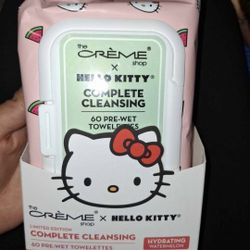 the
CRÈME
shop
×
HELLO KITTY®
COMPLETE
CLEANSING
60 PRE-WET
TOWELETTES
the
CRÈME
shop
× HELLO KITTY®
LIMITED EDITION
COMPLETE CLEANSING
60 PRE-WET TOWELETTES
HYDRATING
WATERMELON